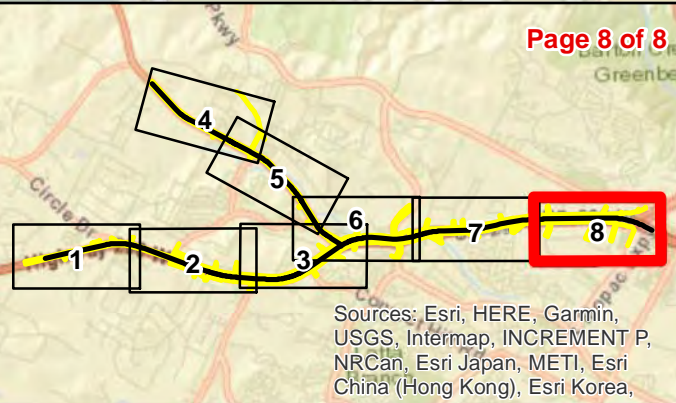 Pkwy
Page 8 of 8
Greenbe
4
5
Circle Dr
6
7
8
1
2
3
Sources: Esri, HERE, Garmin,
USGS, Intermap, INCREMENT P,
NRCan, Esri Japan, METI, Esri
China (Hong Kong), Esri Korea,